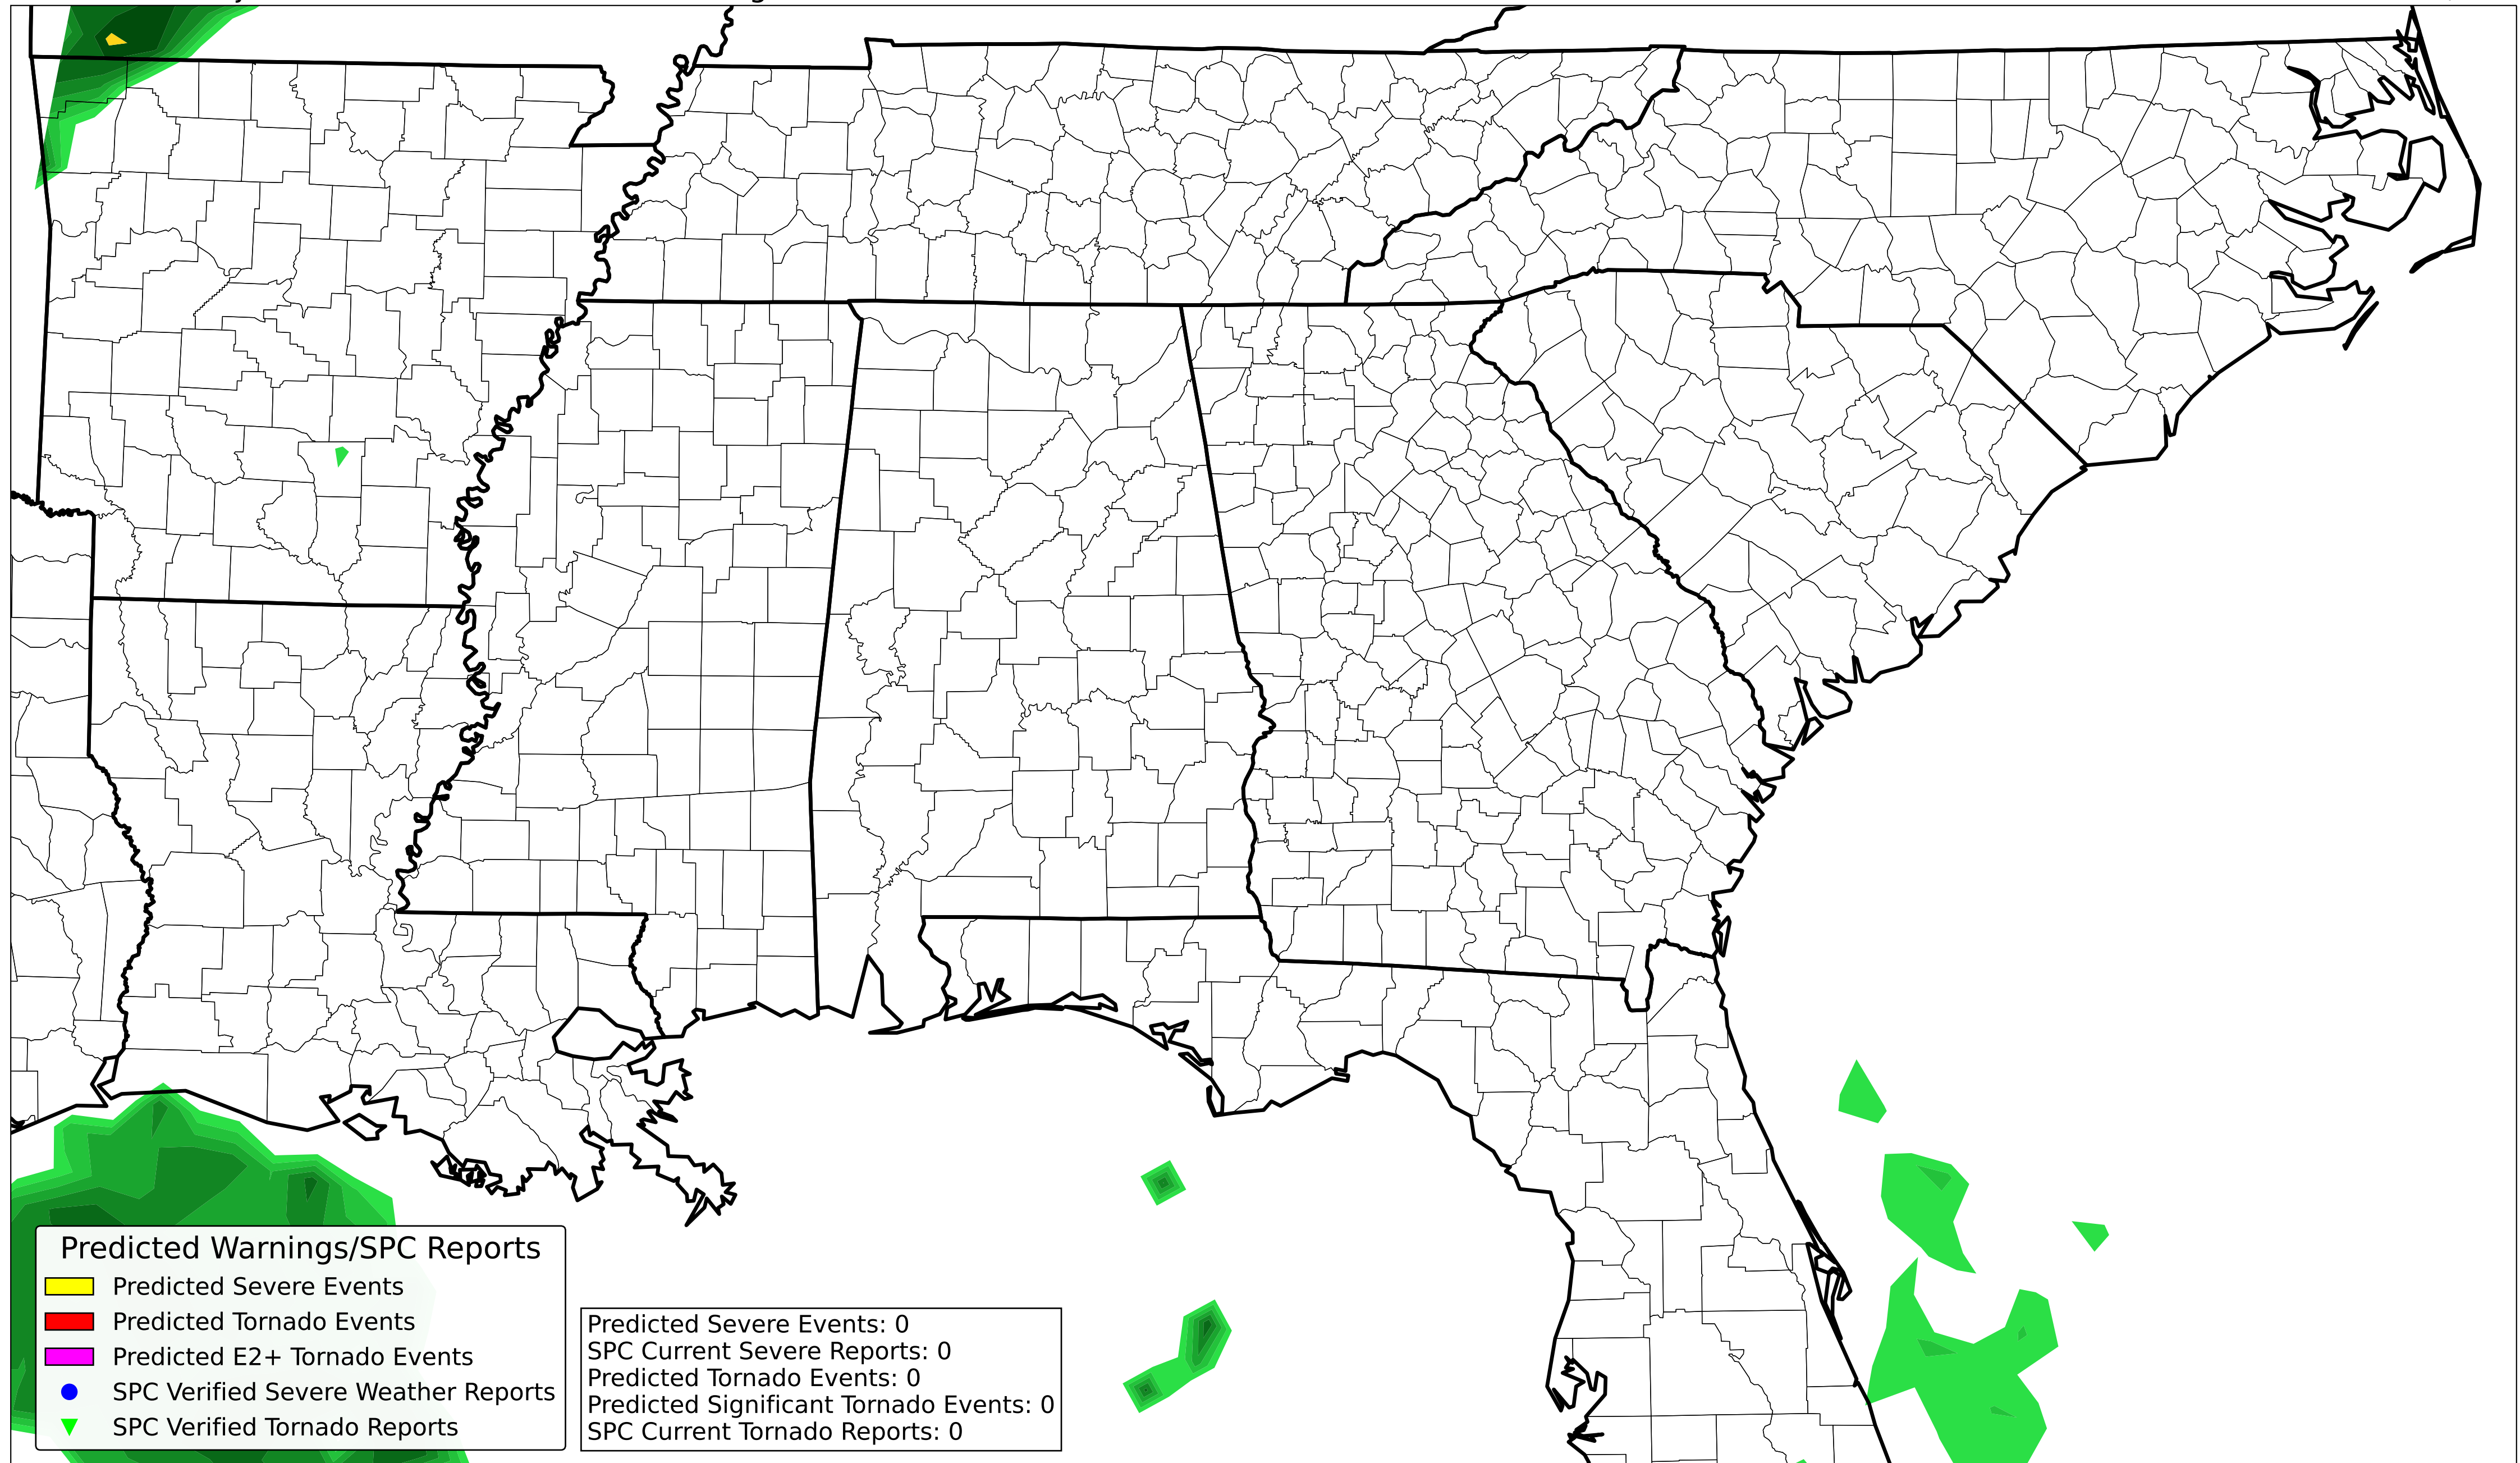 Predicted Warnings/SPC Reports
Predicted Severe Events
Predicted Tornado Events
Predicted E2+ Tornado Events
SPC Verified Severe Weather Reports
SPC Verified Tornado Reports
Predicted Severe Events: 0
SPC Current Severe Reports: 0
Predicted Tornado Events: 0
Predicted Significant Tornado Events: 0
SPC Current Tornado Reports: 0